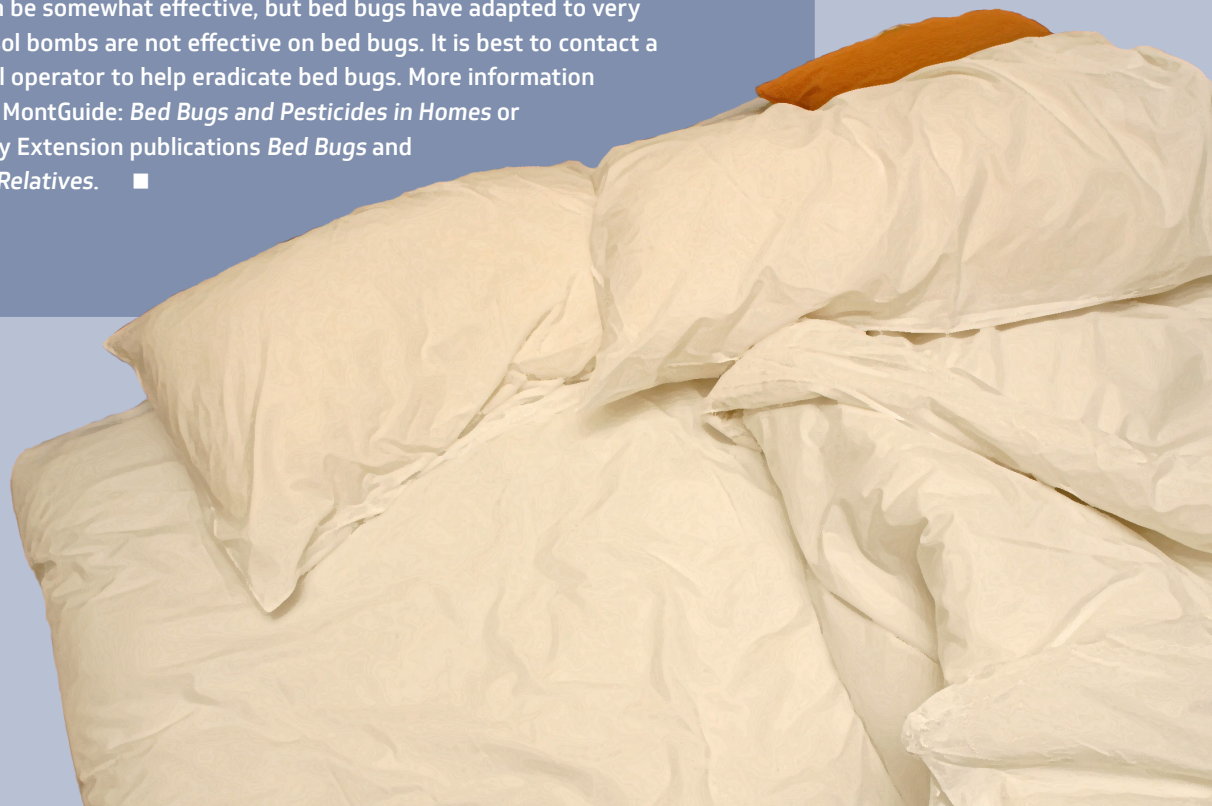 be somewhat effective, but bed bugs have adapted to very
bombs are not effective on bed bugs. It is best to contact a
operator to help eradicate bed bugs. More information
MontGuide: Bed Bugs and Pesticides in Homes or
Extension publications Bed Bugs and
Relatives. ■